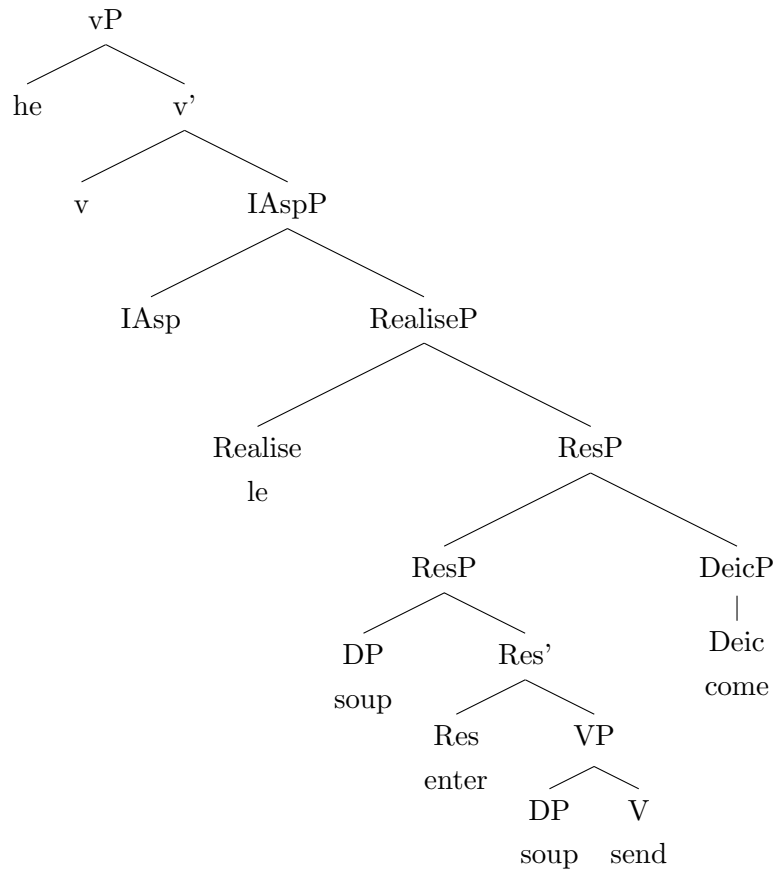 vP
he v'
v IAspP
IAsp RealiseP
Realise ResP
le
ResP DeicP
DP Res' Deic
soup come
Res VP
enter
DP V
soup send